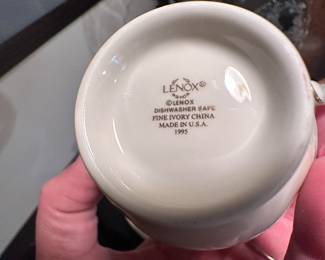 LENOX©
©LENOX
DISHWASHER SAFE
FINE IVORY CHINA
MADE IN U.S.A.
1995